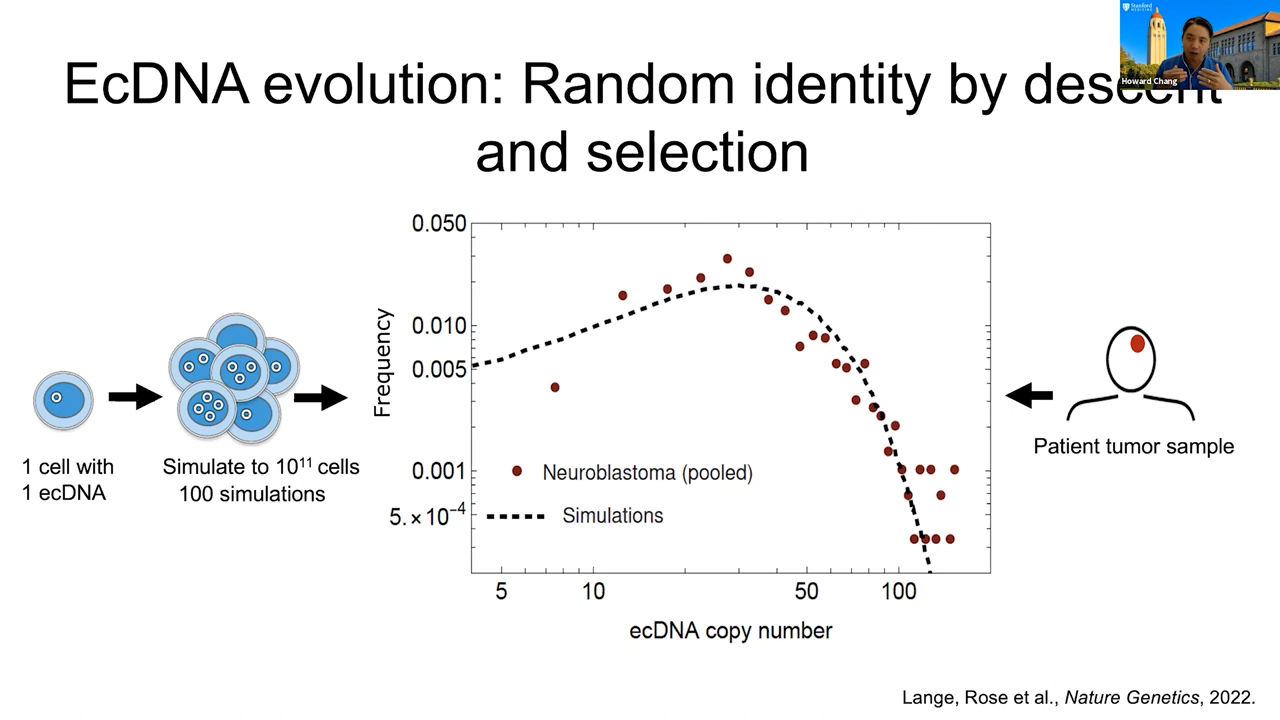 Stanford
MEDICINE
Howard Chang
EcDNA evolution: Random identity by descent
and selection
0.050
0.010
0.005
0.001
5.×10⁻⁴
Frequency
Neuroblastoma (pooled)
Simulations
5 10 50 100
ecDNA copy number
1 cell with
1 ecDNA
Simulate to 10¹¹ cells
100 simulations
Patient tumor sample
Lange, Rose et al., Nature Genetics, 2022.